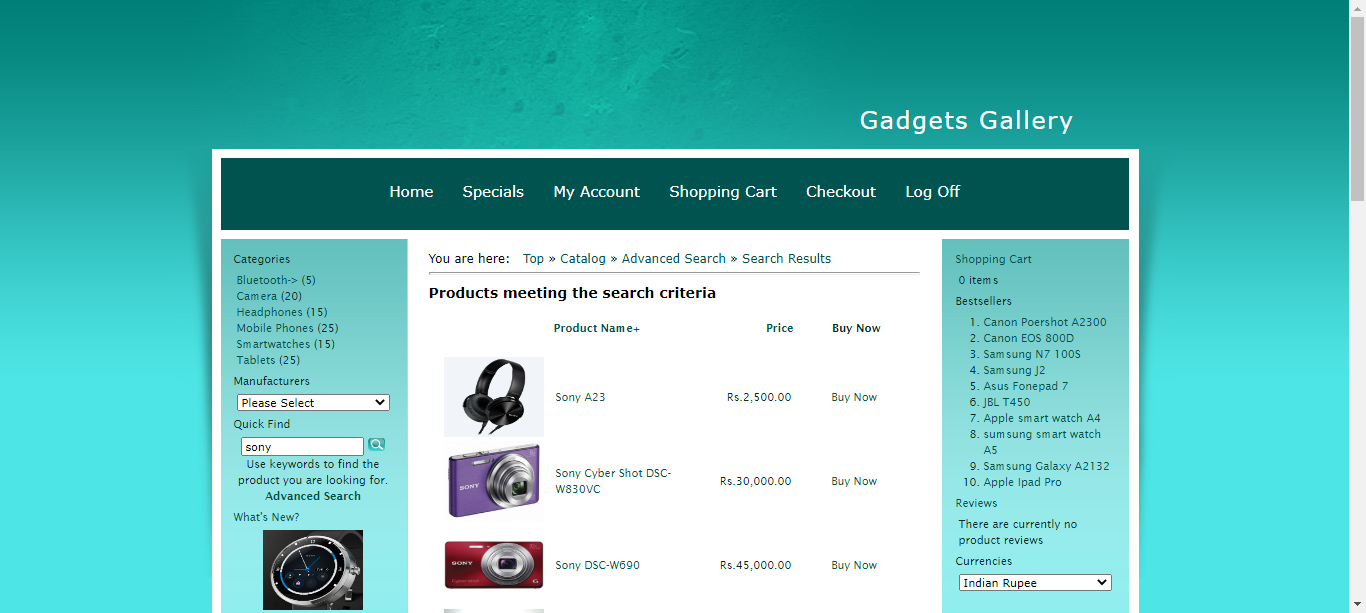 Gadgets Gallery
Home Specials My Account Shopping Cart Checkout Log Off
Categories
Bluetooth-> (5)
Camera (20)
Headphones (15)
Mobile Phones (25)
Smartwatches (15)
Tablets (25)
Manufacturers
Please Select
Quick Find
sony
Use keywords to find the
product you are looking for.
Advanced Search
What's New?
You are here: Top » Catalog » Advanced Search » Search Results
Products meeting the search criteria
Product Name+ Price Buy Now
Sony A23 Rs.2,500.00 Buy Now
SONY
Sony Cyber Shot DSC-
W830VC Rs.30,000.00 Buy Now
SONY
Sony DSC-W690 Rs.45,000.00 Buy Now
Shopping Cart
0 items
Bestsellers
1. Canon Poershot A2300
2. Canon EOS 800D
3. Samsung N7 100S
4. Samsung J2
5. Asus Fonepad 7
6. JBL T450
7. Apple smart watch A4
8. sumsung smart watch
A5
9. Samsung Galaxy A2132
10. Apple Ipad Pro
Reviews
There are currently no
product reviews
Currencies
Indian Rupee